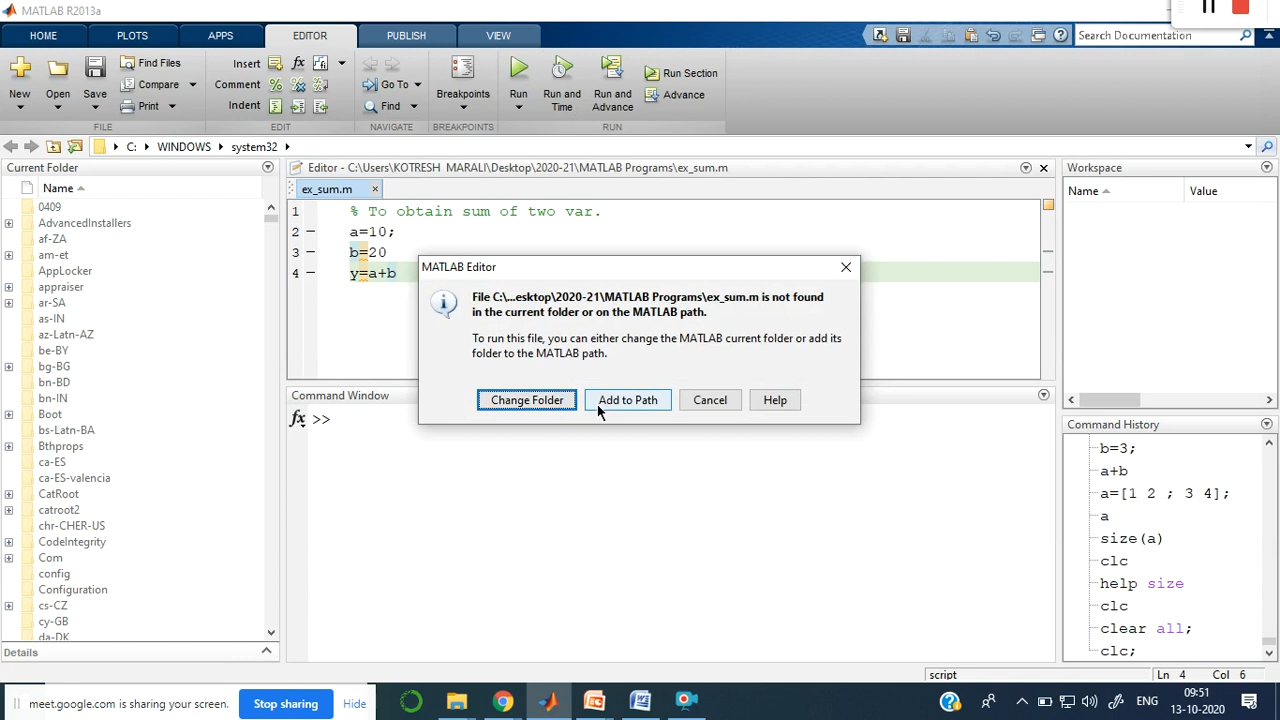 MATLAB R2013a
HOME PLOTS APPS EDITOR PUBLISH VIEW
Search Documentation
New Open Save
Find Files
Compare
Print
FILE
Insert
Comment
Indent
EDIT
Go To
Find
NAVIGATE
Breakpoints
BREAKPOINTS
Run
Run and
Time
Run and
Advance
Run Section
Advance
RUN
C: WINDOWS system32
Current Folder
Name
0409
AdvancedInstallers
af-ZA
am-et
AppLocker
appraiser
ar-SA
as-IN
az-Latn-AZ
be-BY
bg-BG
bn-BD
bn-IN
Boot
bs-Latn-BA
Bthprops
ca-ES
ca-ES-valencia
CatRoot
catroot2
chr-CHER-US
CodeIntegrity
Com
config
Configuration
cs-CZ
cy-GB
da-DK
Details
Editor - C:\Users\KOTRESH MARALI\Desktop\2020-21\MATLAB Programs\ex_sum.m
ex_sum.m
1 % To obtain sum of two var.
2 – a=10;
3 – b=20
4 – y=a+b
MATLAB Editor
File C:\...esktop\2020-21\MATLAB Programs\ex_sum.m is not found
in the current folder or on the MATLAB path.
To run this file, you can either change the MATLAB current folder or add its
folder to the MATLAB path.
Change Folder Add to Path Cancel Help
Command Window
fx >>
Workspace
Name Value
Command History
b=3;
a+b
a=[1 2 ; 3 4];
a
size(a)
clc
help size
clc
clear all;
clc;
script Ln 4 Col 6
meet.google.com is sharing your screen. Stop sharing Hide
ENG
09:51
13-10-2020